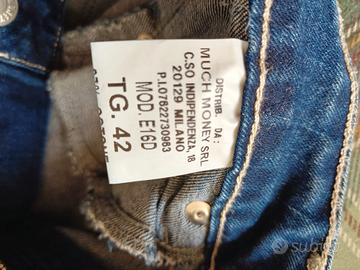 DISTRIB. DA :
MUCH MONEY SRL
C.SO INDIPENDENZA, 18
20129 MILANO
P.I.07622730963
MOD. E16D
TG. 42
subito